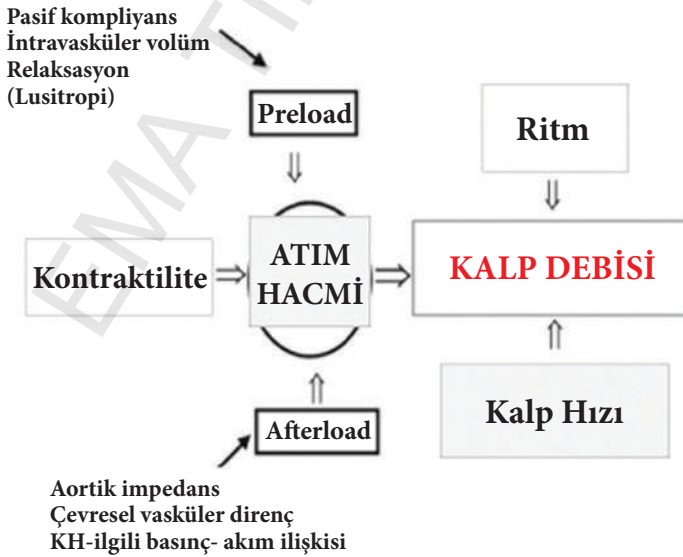 Pasif kompliyans
İntravasküler volüm
Relaksasyon
(Lusitropi)
Preload
Ritm
Kontraktilite
ATIM
HACMİ
KALP DEBİSİ
Afterload
Kalp Hızı
Aortik impedans
Çevresel vasküler direnç
KH-ilgili basınç- akım ilişkisi